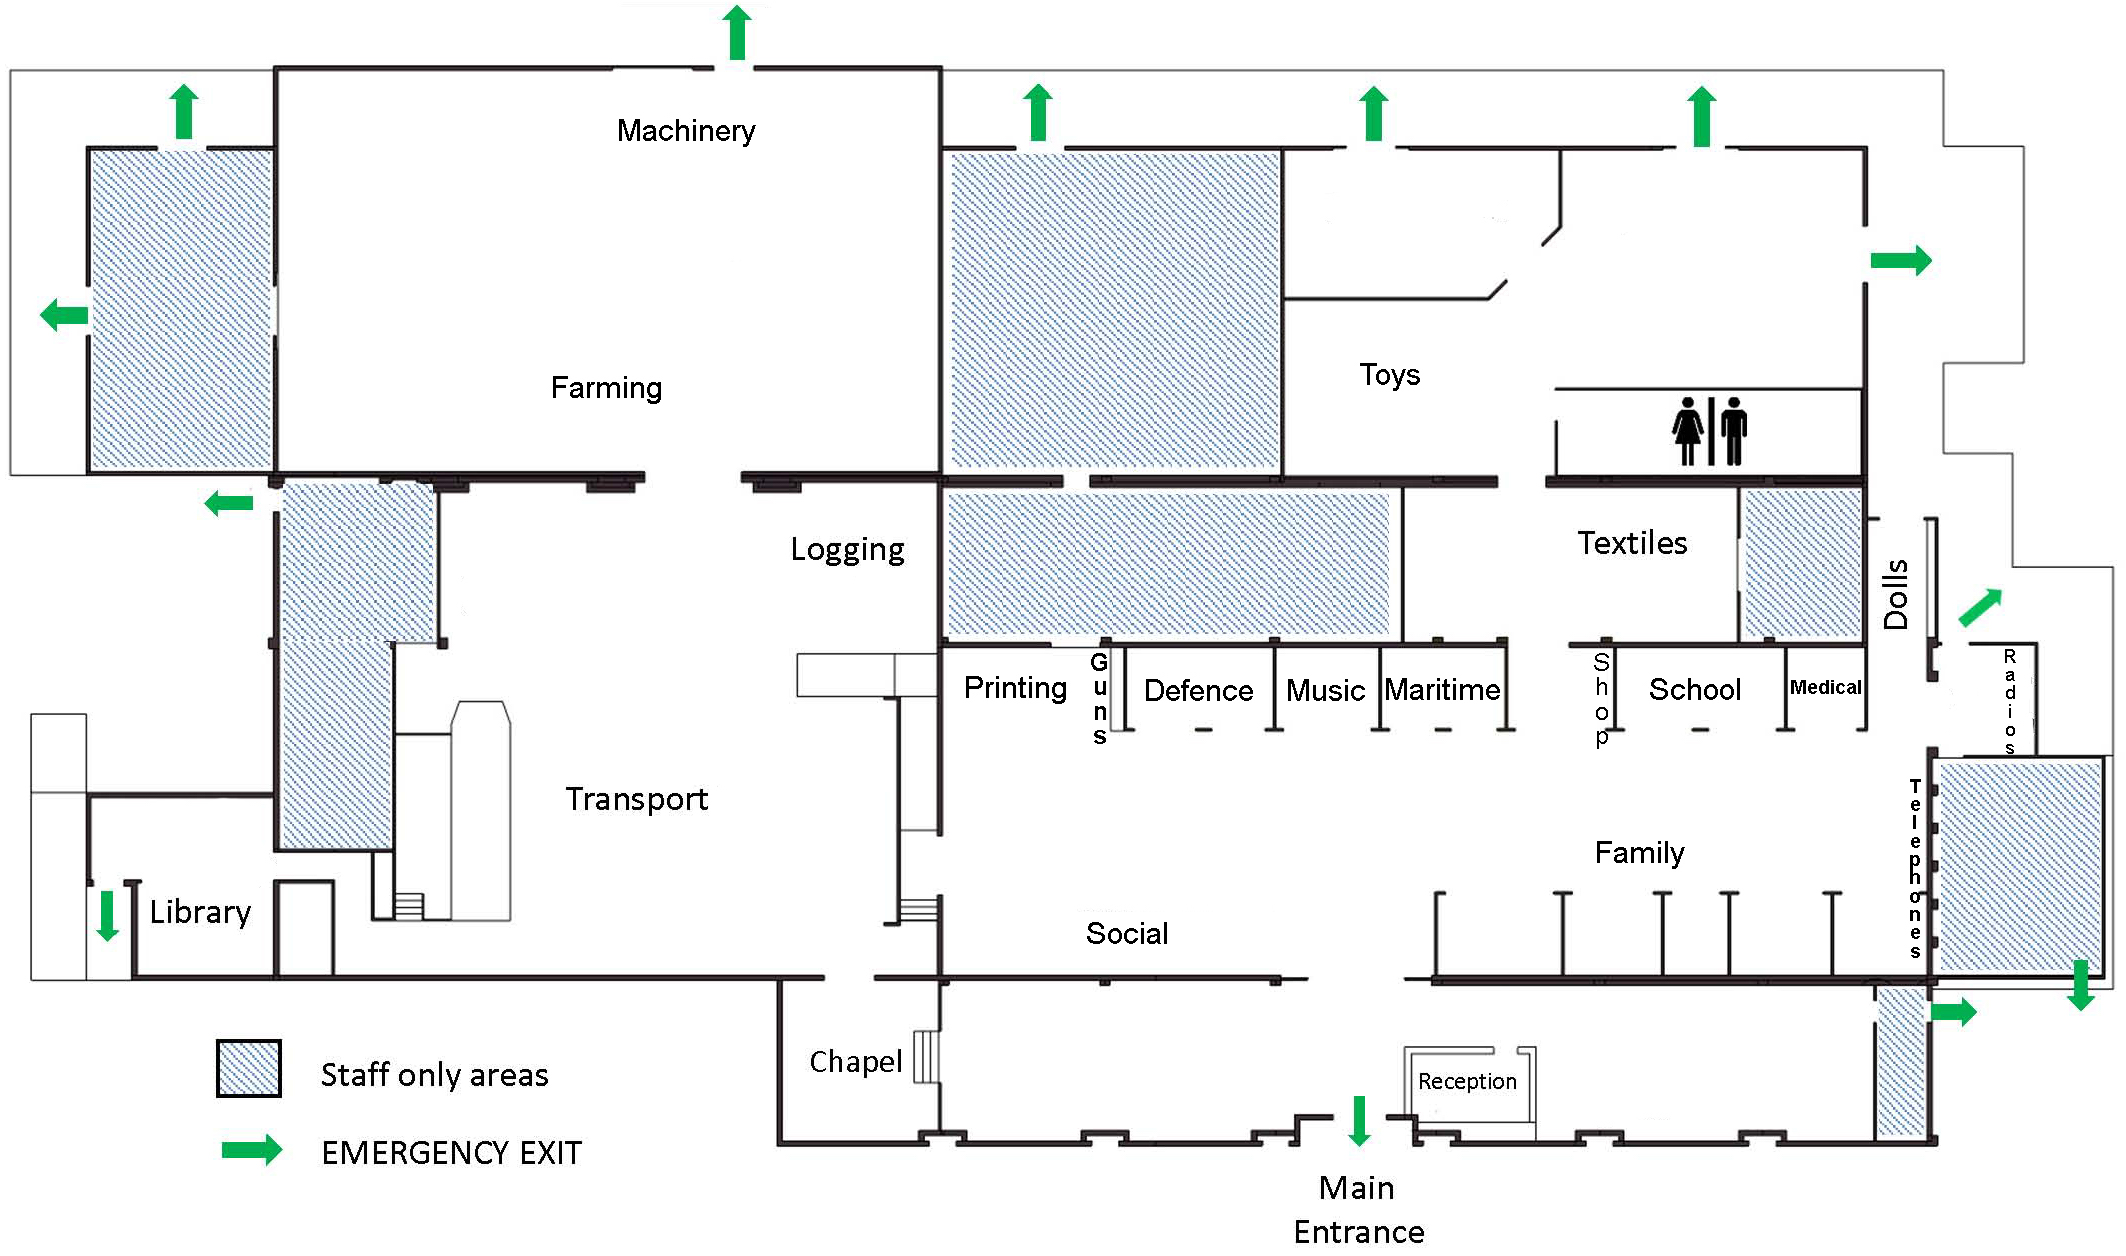 Machinery
Farming
Toys
Logging
Textiles
Dolls
Printing
Guns
Defence
Music
Maritime
Shop
School
Medical
Radios
Transport
Telephones
Family
Library
Social
Chapel
Reception
Staff only areas
EMERGENCY EXIT
Main
Entrance